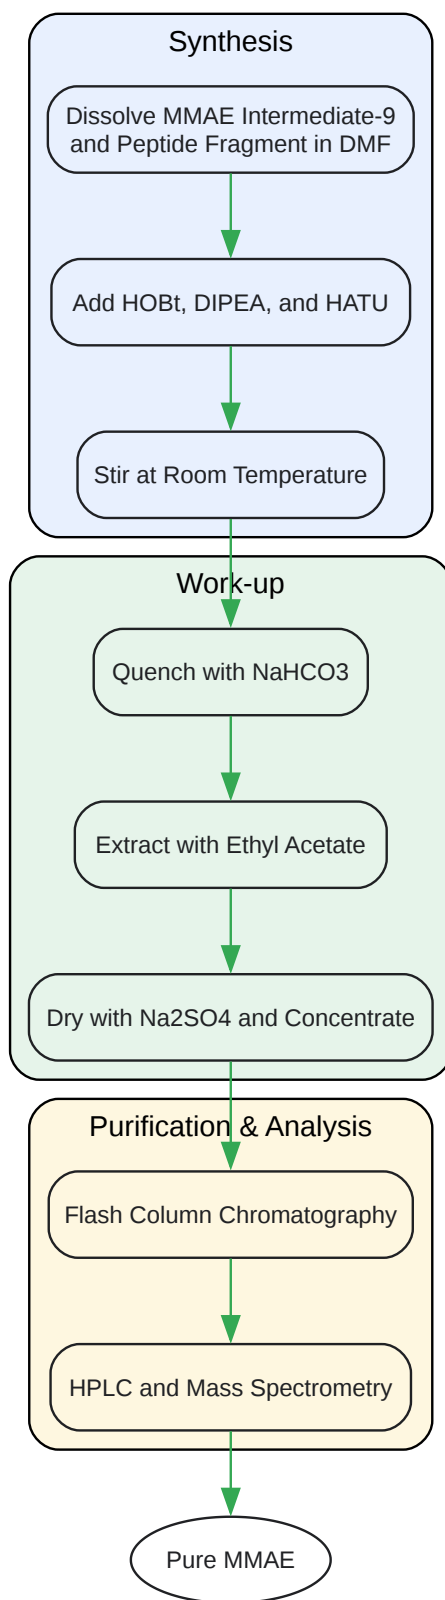 Synthesis
Dissolve MMAE Intermediate-9
and Peptide Fragment in DMF
Add HOBt, DIPEA, and HATU
Stir at Room Temperature
Work-up
Quench with NaHCO3
Extract with Ethyl Acetate
Dry with Na2SO4 and Concentrate
Purification & Analysis
Flash Column Chromatography
HPLC and Mass Spectrometry
Pure MMAE